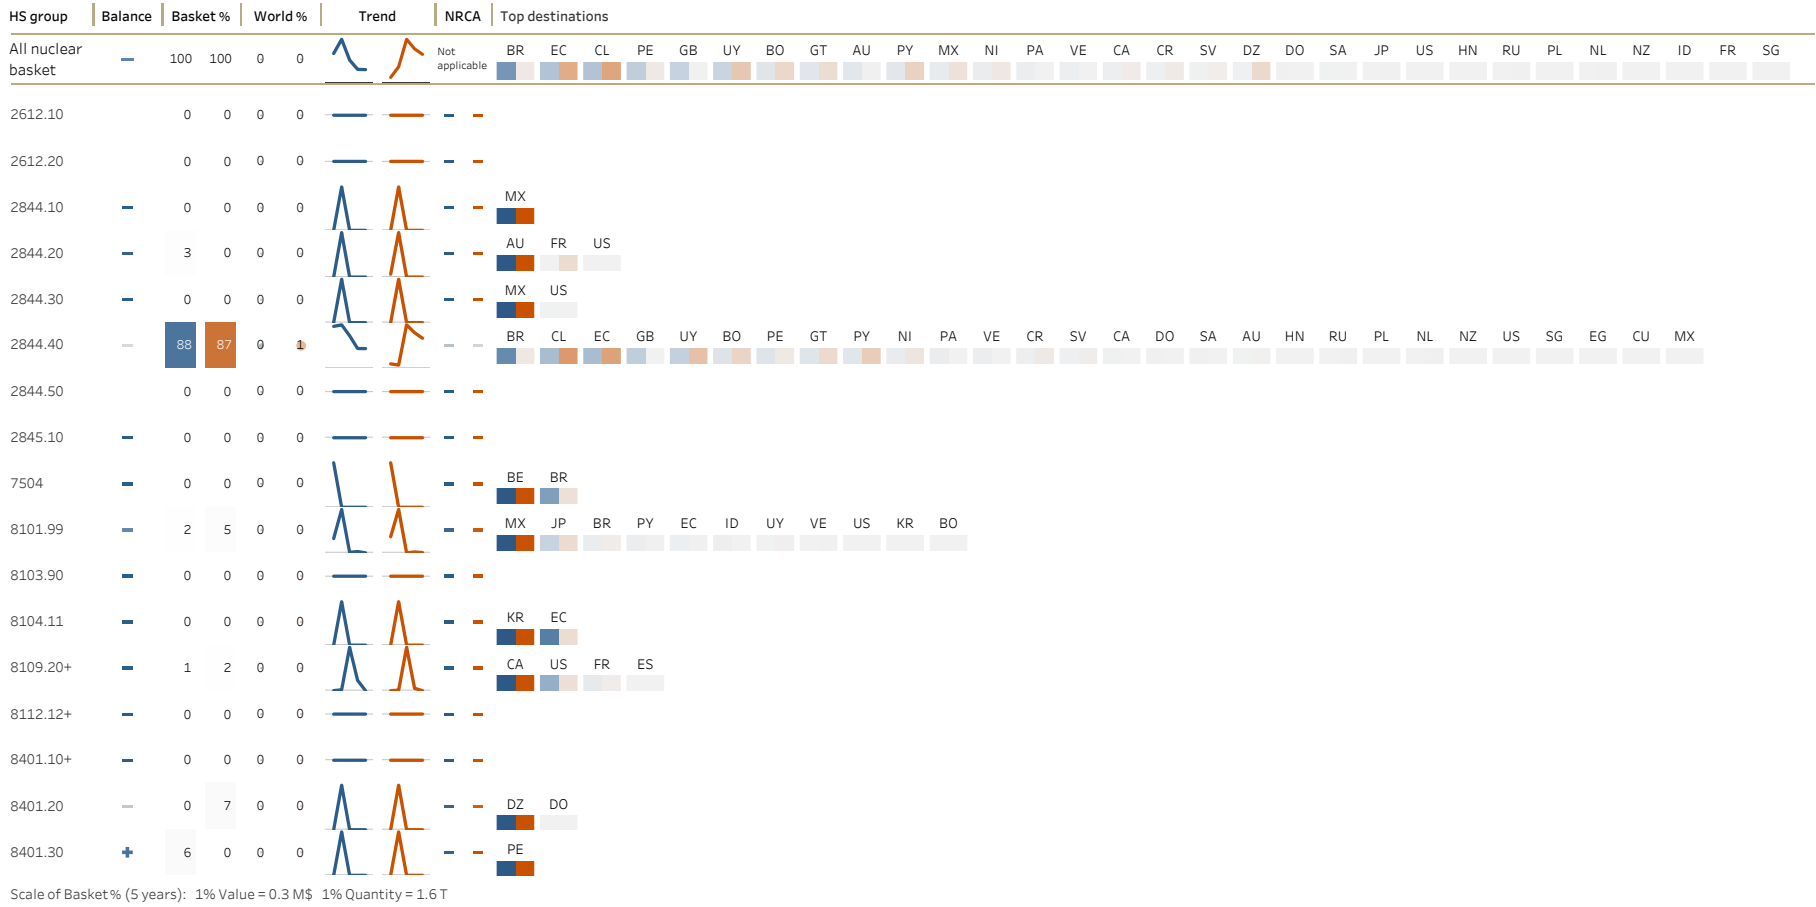 HS group Balance Basket % World % Trend NRCA Top destinations
All nuclear basket 100 100 0 0 Not applicable BR EC CL PE GB UY BO GT AU PY MX NI PA VE CA CR SV DZ DO SA JP US HN RU PL NL NZ ID FR SG
2612.10 0 0 0 0
2612.20 0 0 0 0
2844.10 0 0 0 0 MX
2844.20 3 0 0 0 AU FR US
2844.30 0 0 0 0 MX US
2844.40 88 87 0 1 BR CL EC GB UY BO PE GT PY NI PA VE CR SV CA DO SA AU HN RU PL NL NZ US SG EG CU MX
2844.50 0 0 0 0
2845.10 0 0 0 0
7504 0 0 0 0 BE BR
8101.99 2 5 0 0 MX JP BR PY EC ID UY VE US KR BO
8103.90 0 0 0 0
8104.11 0 0 0 0 KR EC
8109.20+ 1 2 0 0 CA US FR ES
8112.12+ 0 0 0 0
8401.10+ 0 0 0 0
8401.20 0 7 0 0 DZ DO
8401.30 6 0 0 0 PE
Scale of Basket% (5 years): 1% Value = 0.3 M$ 1% Quantity = 1.6 T